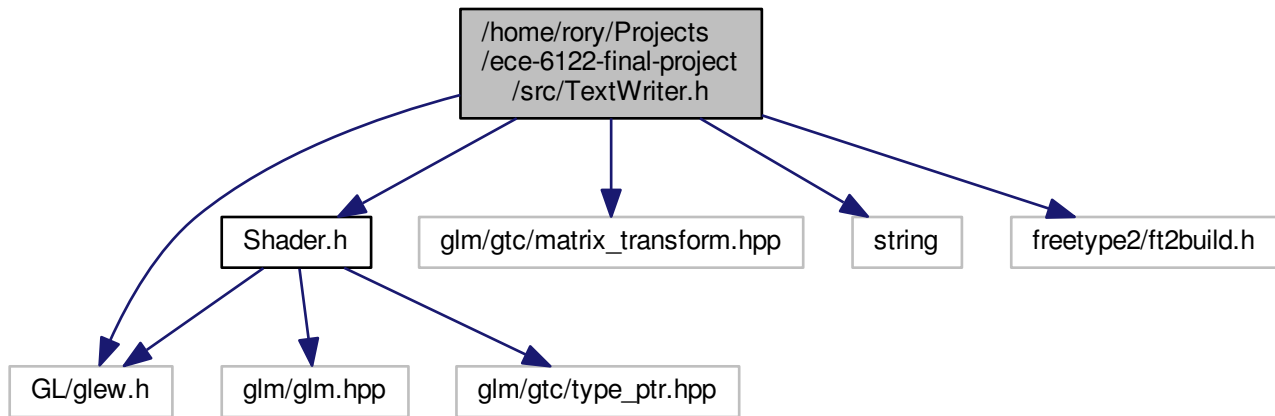 /home/rory/Projects
/ece-6122-final-project
/src/TextWriter.h
Shader.h
glm/gtc/matrix_transform.hpp
string
freetype2/ft2build.h
GL/glew.h
glm/glm.hpp
glm/gtc/type_ptr.hpp